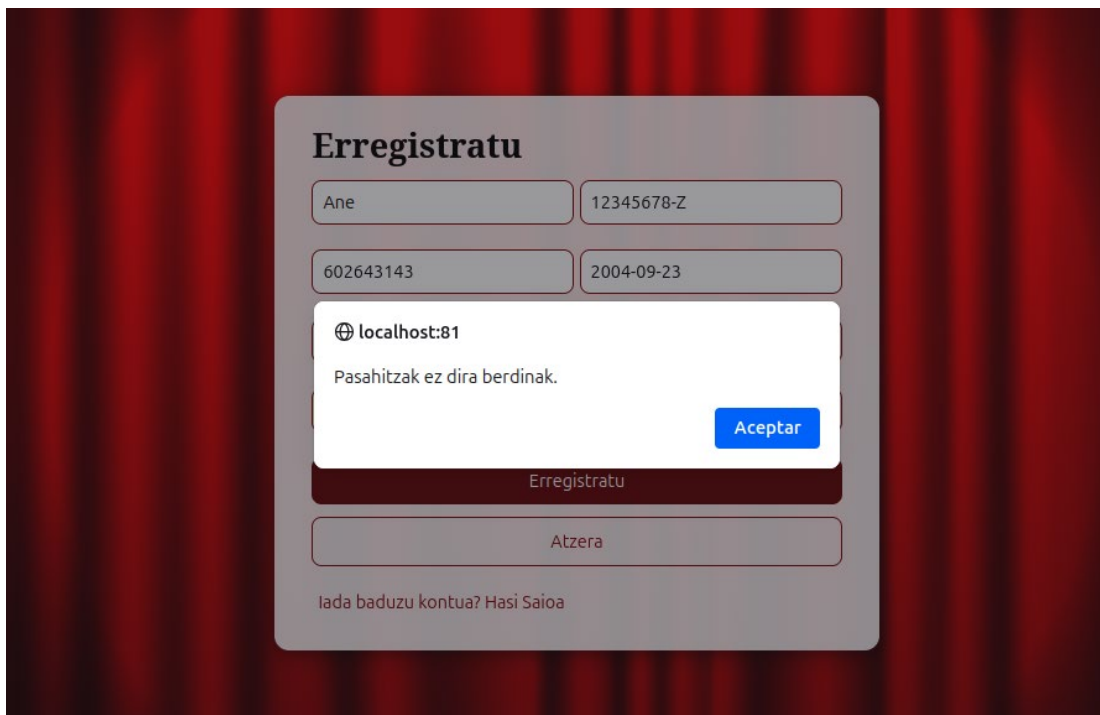 Erregistratu
Ane
12345678-Z
602643143
2004-09-23
localhost:81
Pasahitzak ez dira berdinak.
Aceptar
Erregistratu
Atzera
Iada baduzu kontua? Hasi Saioa